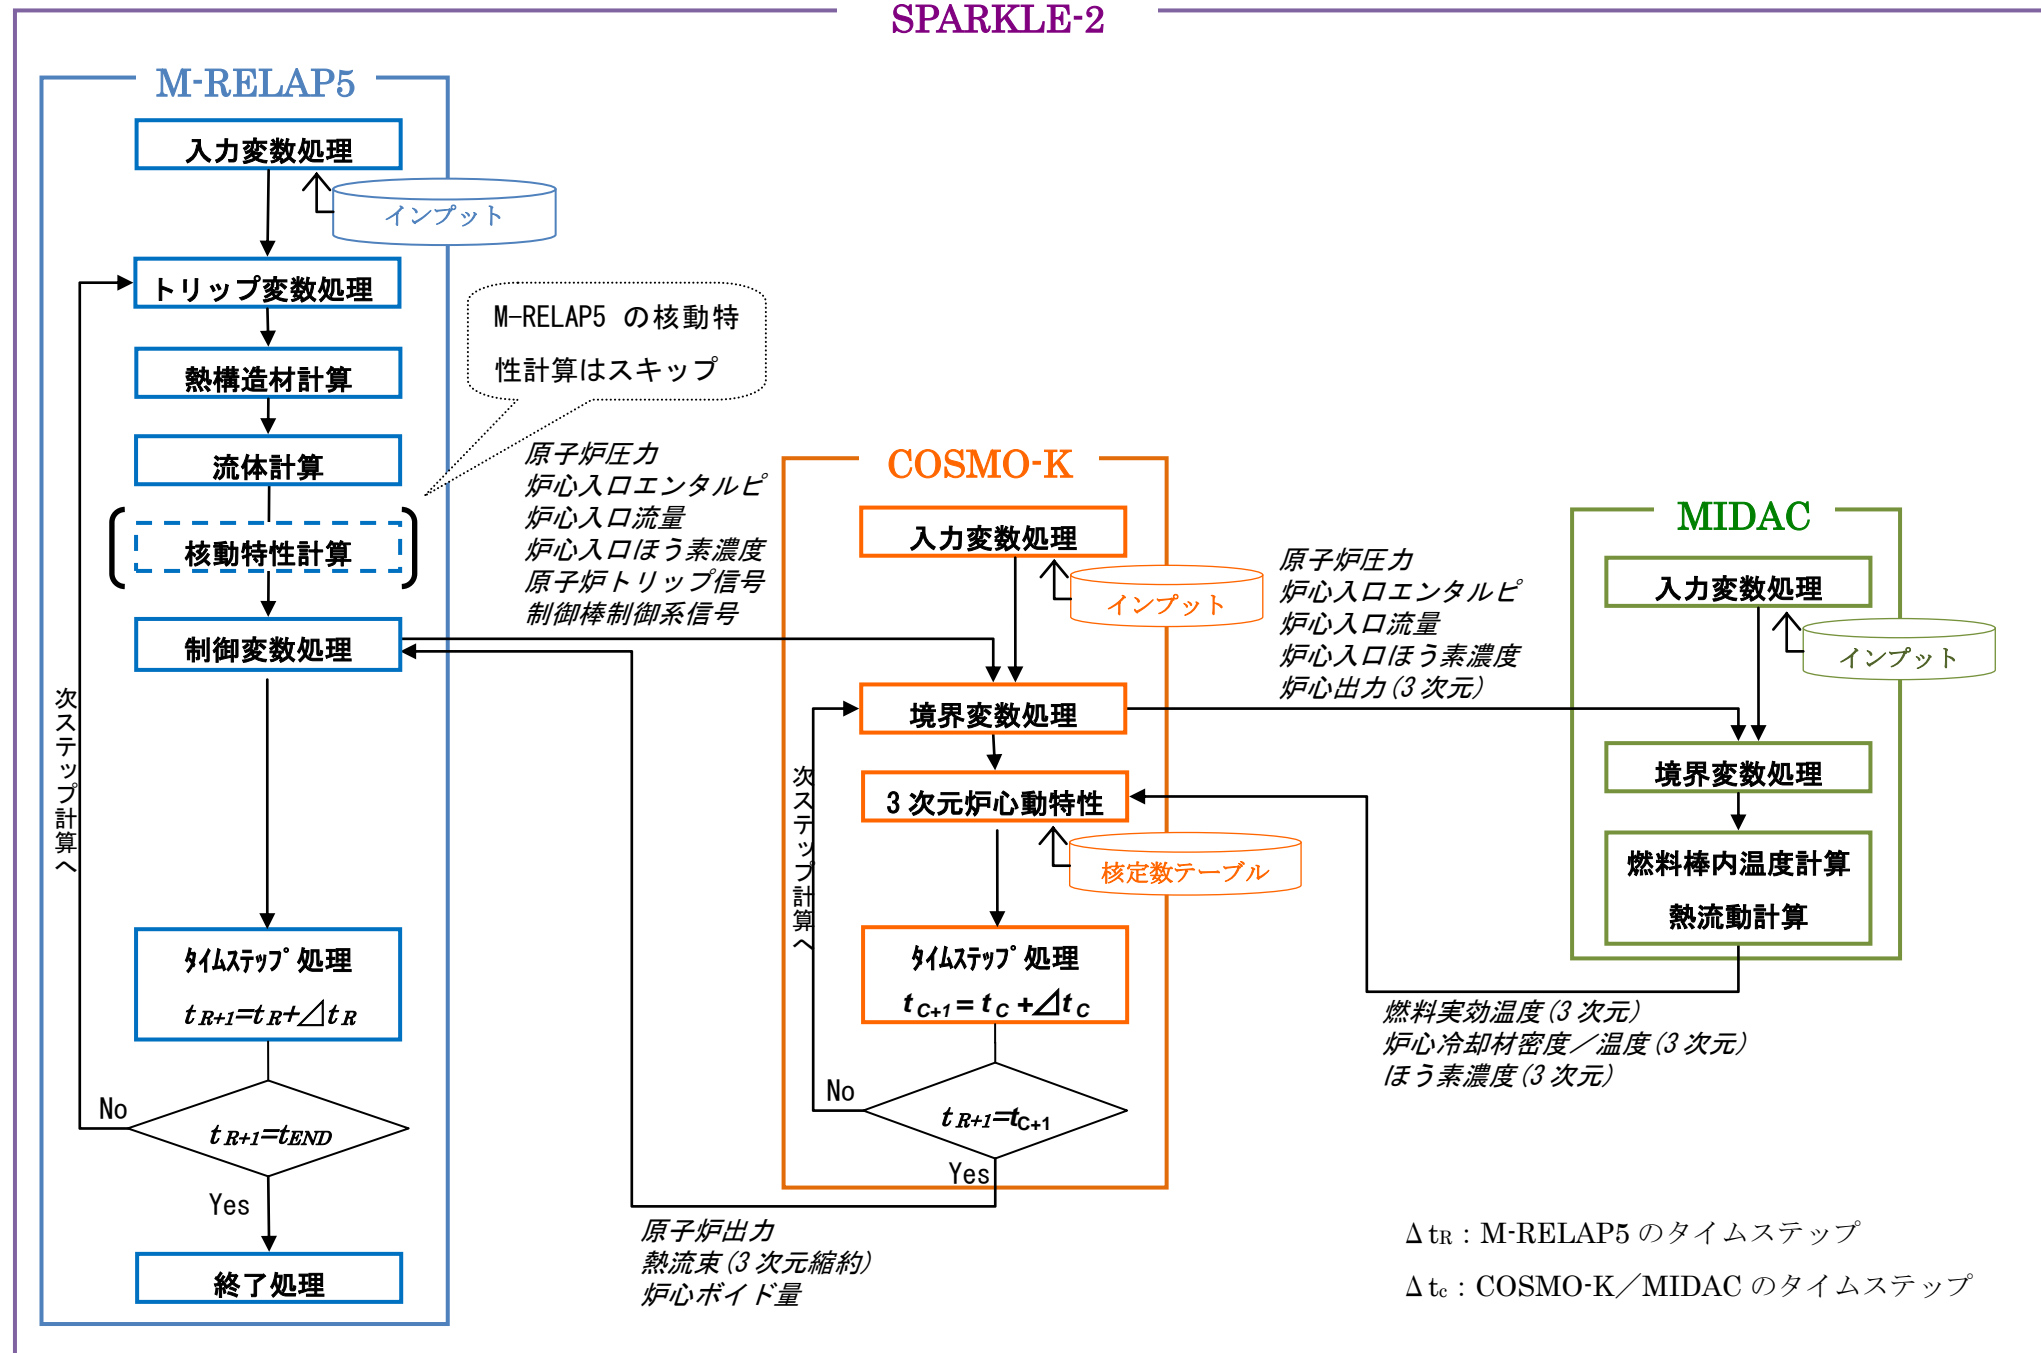 SPARKLE-2
M-RELAP5
入力変数処理
インプット
トリップ変数処理
熱構造材計算
流体計算
核動特性計算
制御変数処理
タイムステップ処理
t R+1=t R+⊿t R
t R+1=tEND
No
Yes
終了処理
次ステップ計算へ
M-RELAP5 の核動特
性計算はスキップ
原子炉圧力
炉心入口エンタルピ
炉心入口流量
炉心入口ほう素濃度
原子炉トリップ信号
制御棒制御系信号
COSMO-K
入力変数処理
インプット
境界変数処理
3 次元炉心動特性
核定数テーブル
タイムステップ処理
t C+1 = t C +⊿t C
t R+1=tC+1
No
Yes
次ステップ計算へ
原子炉出力
熱流束(3 次元縮約)
炉心ボイド量
原子炉圧力
炉心入口エンタルピ
炉心入口流量
炉心入口ほう素濃度
炉心出力(3 次元)
MIDAC
入力変数処理
インプット
境界変数処理
燃料棒内温度計算
熱流動計算
燃料実効温度(3 次元)
炉心冷却材密度／温度(3 次元)
ほう素濃度(3 次元)
Δ tR：M-RELAP5 のタイムステップ
Δ tc：COSMO-K／MIDAC のタイムステップ